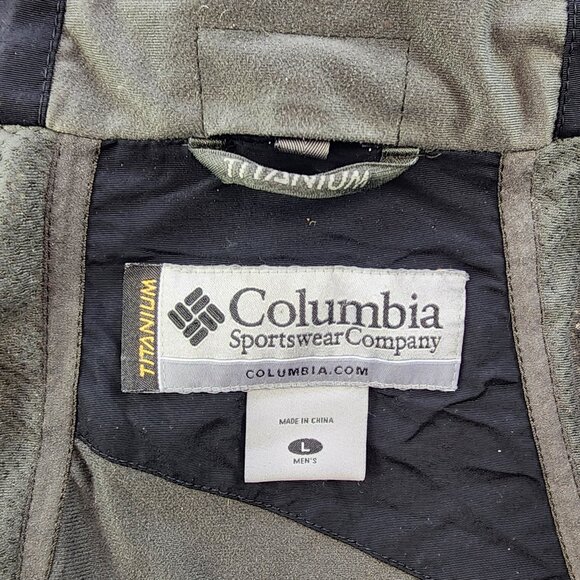 TITANIUM
TITANIUM
Columbia
Sportswear Company
COLUMBIA.COM
MADE IN CHINA
L
MEN'S